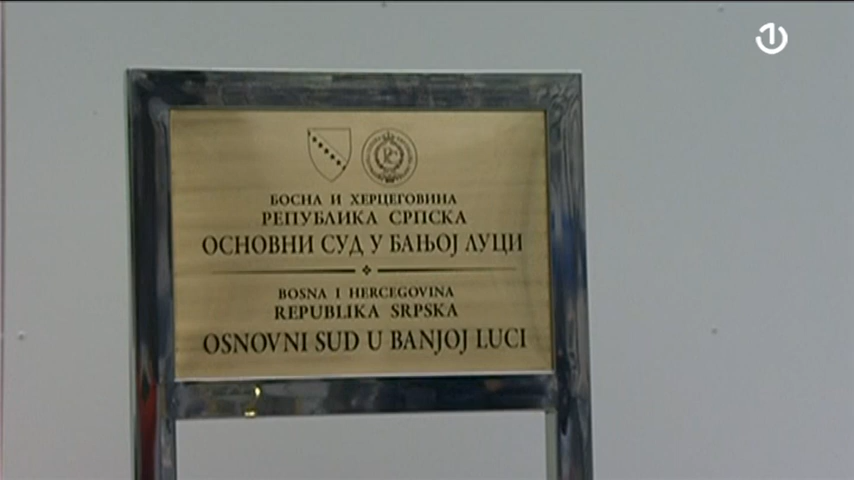 БОСНА И ХЕРЦЕГОВИНА
РЕПУБЛИКА СРПСКА
ОСНОВНИ СУД У БАЊОЈ ЛУЦИ
BOSNA I HERCEGOVINA
REPUBLIKA SRPSKA
OSNOVNI SUD U BANJOJ LUCI